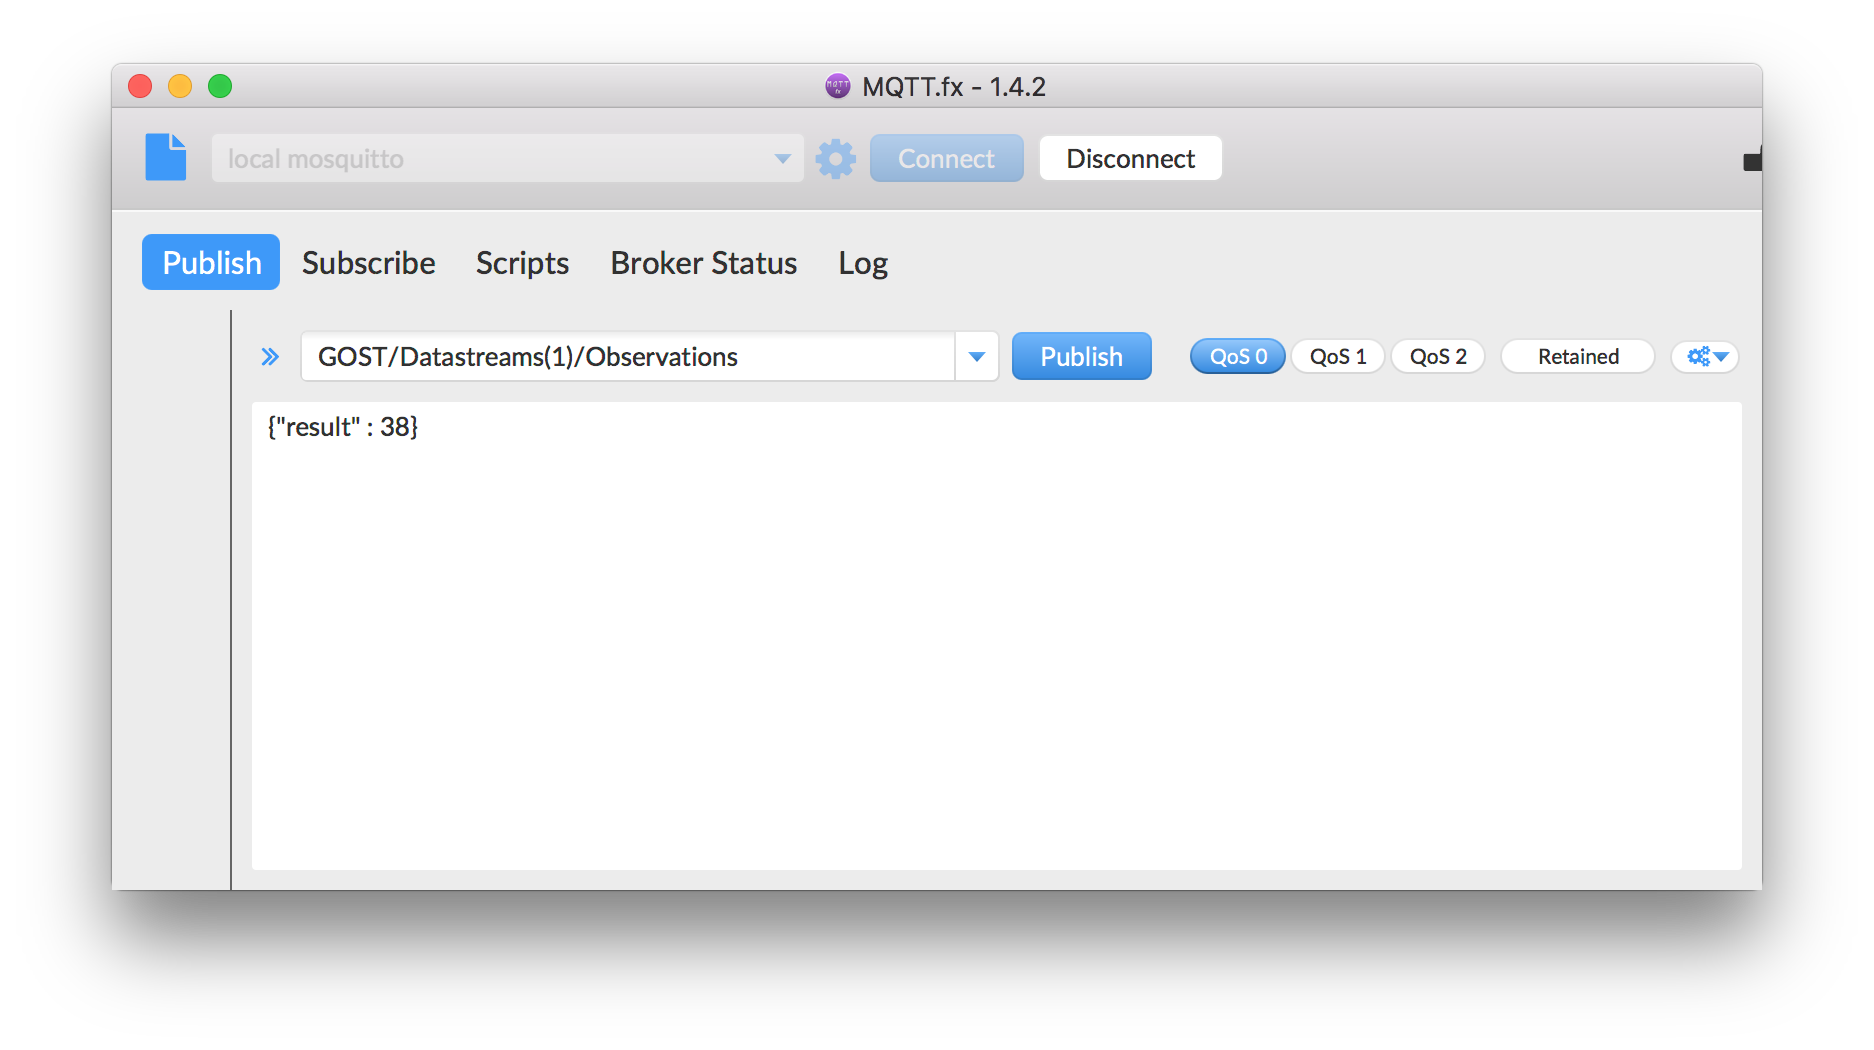 MQTT.fx - 1.4.2
local mosquitto
Connect
Disconnect
Publish
Subscribe
Scripts
Broker Status
Log
GOST/Datastreams(1)/Observations
Publish
QoS 0
QoS 1
QoS 2
Retained
{"result" : 38}